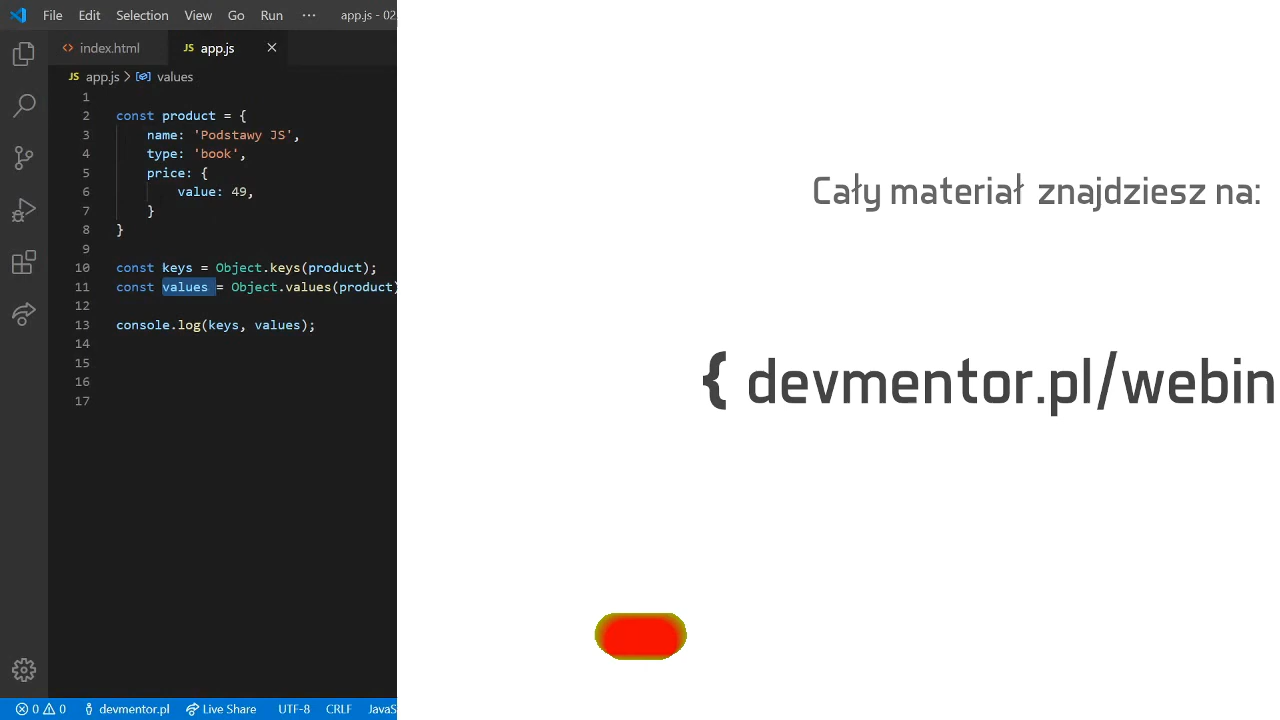 File Edit Selection View Go Run ··· app.js - 02
index.html app.js
app.js > values
1
2 const product = {
3 name: 'Podstawy JS',
4 type: 'book',
5 price: {
6 value: 49,
7 }
8 }
9
10 const keys = Object.keys(product);
11 const values = Object.values(product)
12
13 console.log(keys, values);
14
15
16
17
Cały materiał znajdziesz na:
{ devmentor.pl/webin
0 0 devmentor.pl Live Share UTF-8 CRLF JavaS